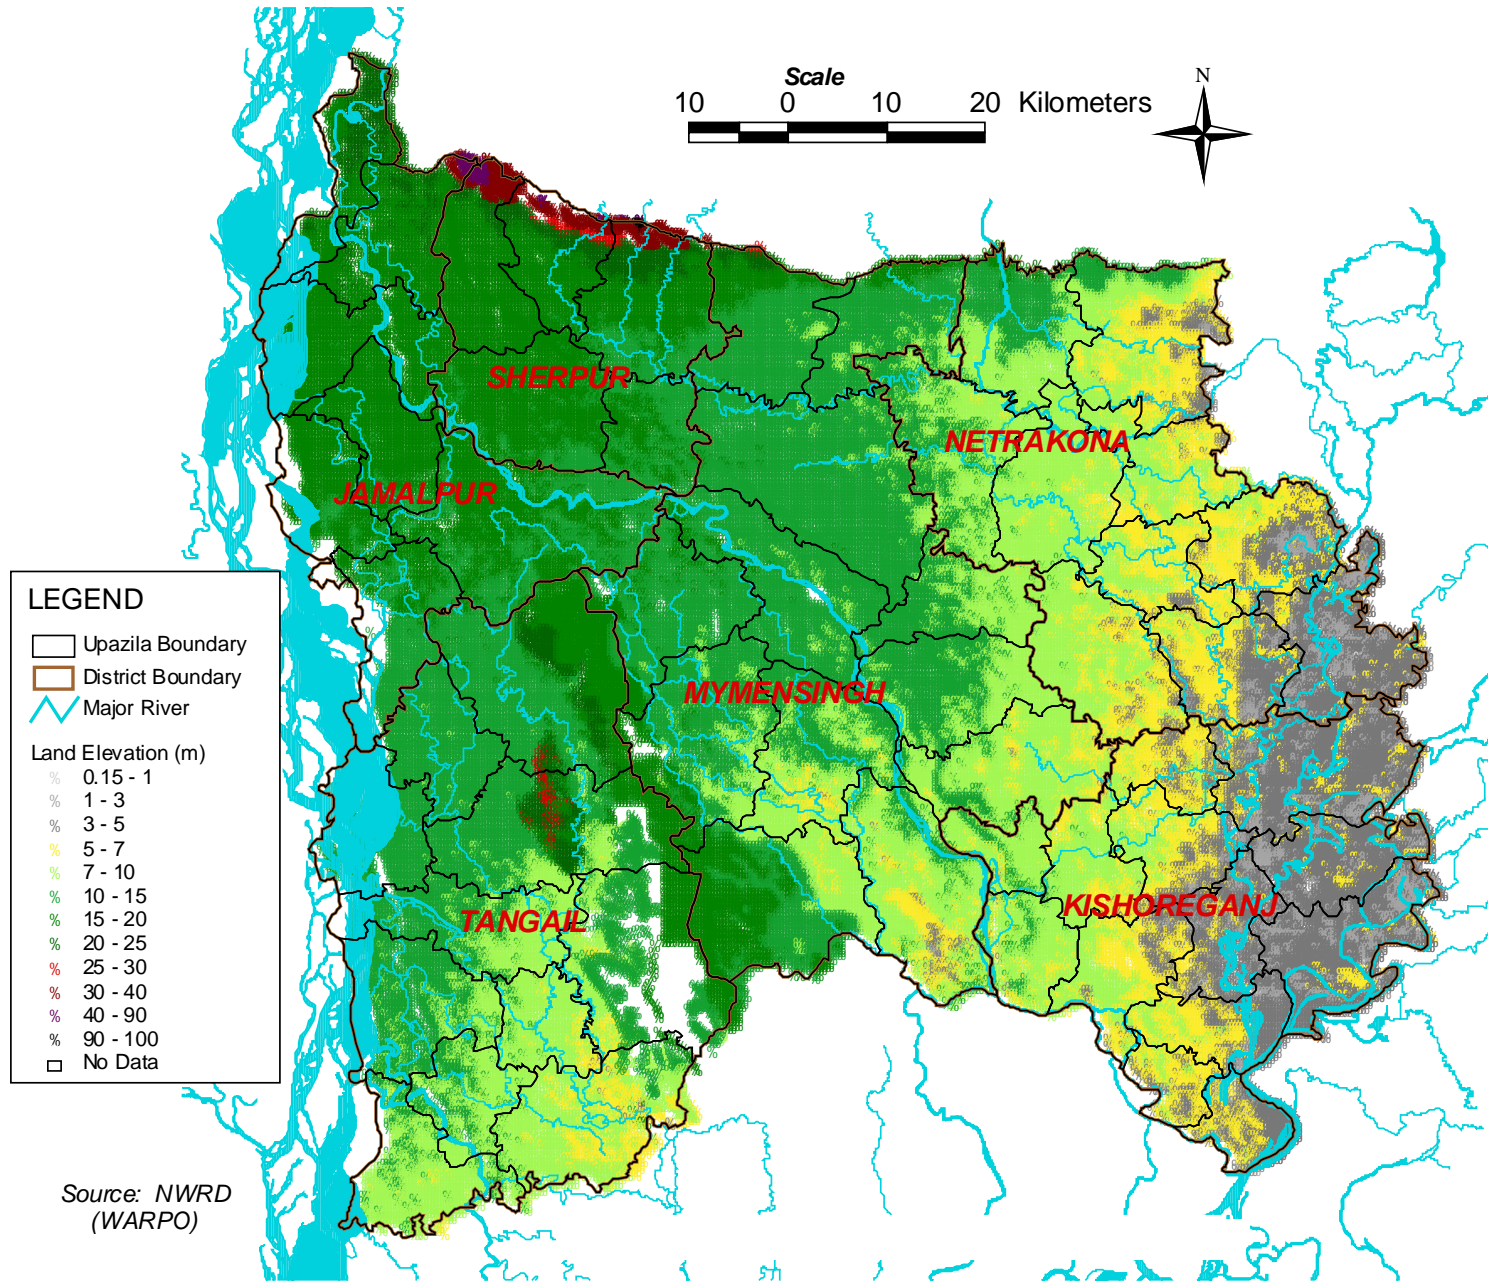 Scale
10 0 10 20 Kilometers
N
SHERPUR
NETRAKONA
JAMALPUR
MYMENSINGH
KISHOREGANJ
TANGAIL
LEGEND
Upazila Boundary
District Boundary
Major River
Land Elevation (m)
% 0.15 - 1
% 1 - 3
% 3 - 5
% 5 - 7
% 7 - 10
% 10 - 15
% 15 - 20
% 20 - 25
% 25 - 30
% 30 - 40
% 40 - 90
% 90 - 100
No Data
Source: NWRD
(WARPO)